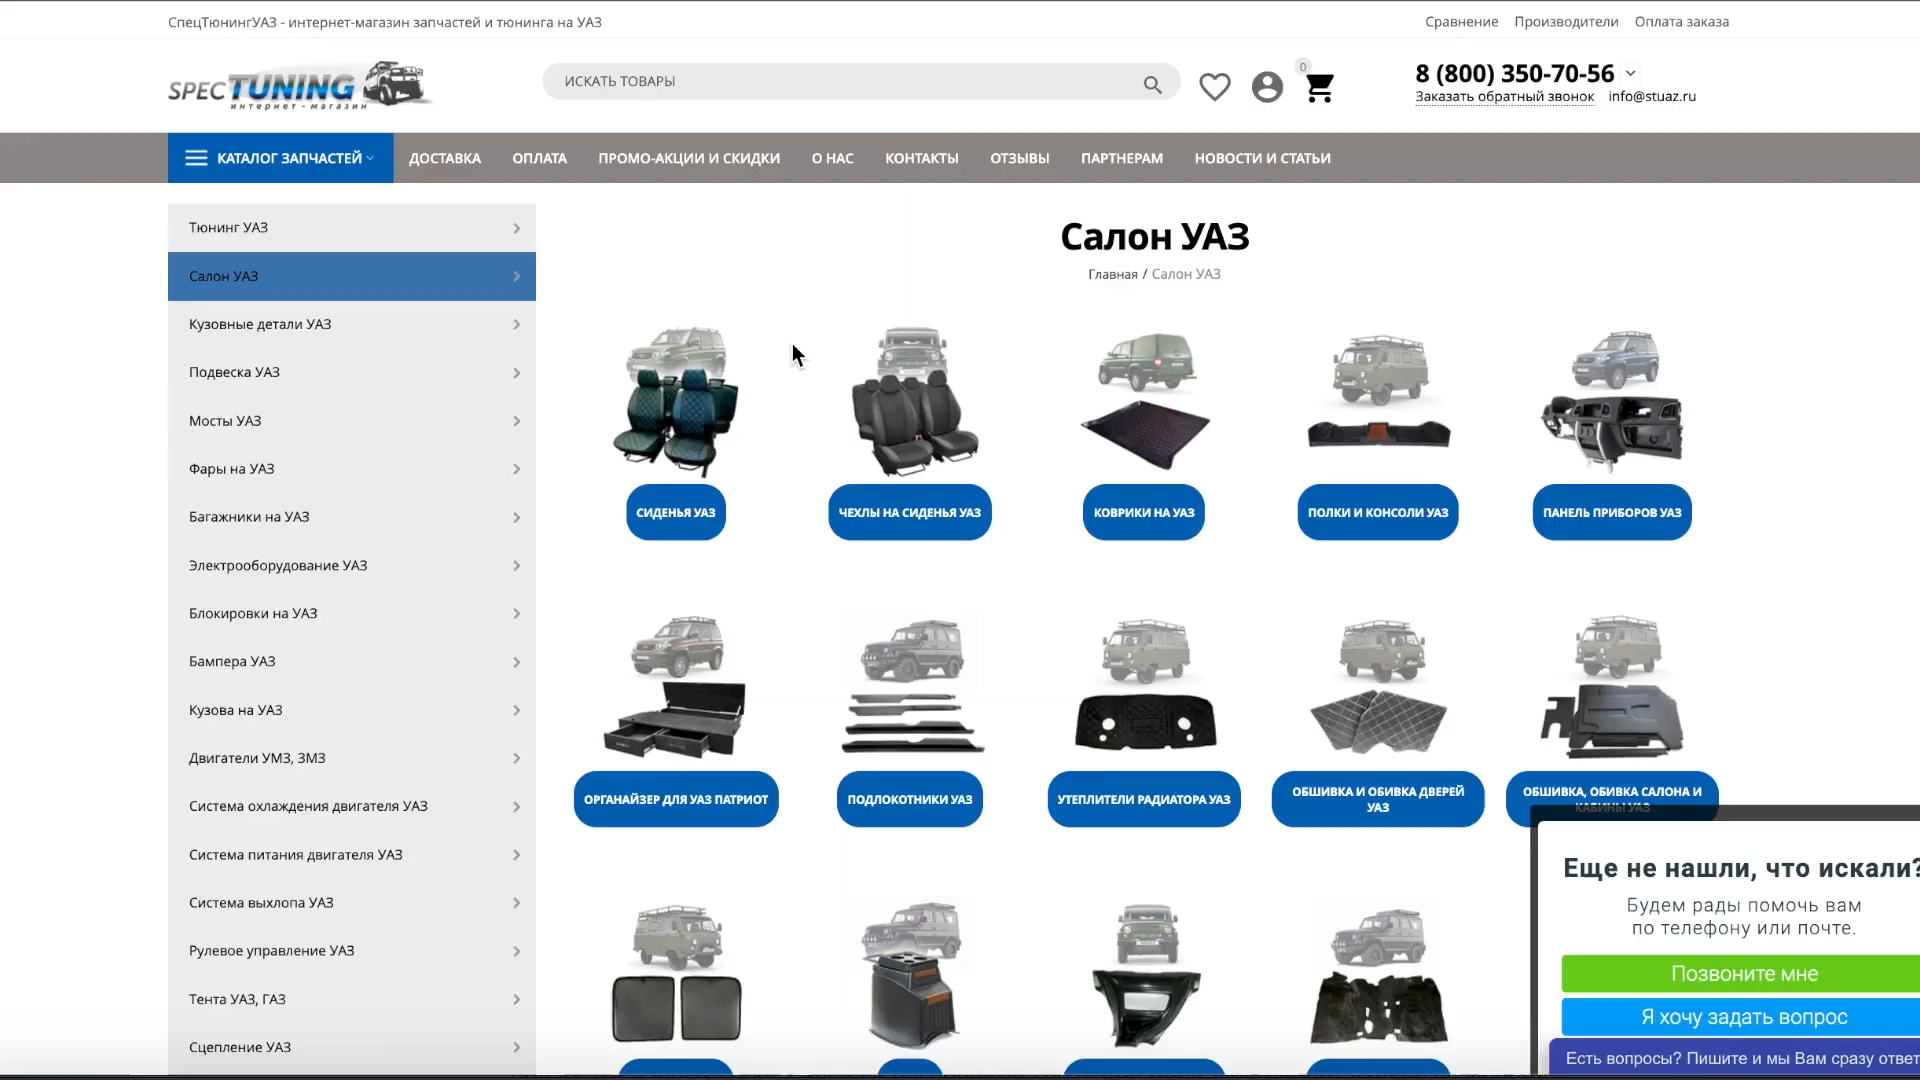 СпецТюнингУАЗ - интернет-магазин запчастей и тюнинга на УАЗ
Сравнение Производители Оплата заказа
SPECTUNING
интернет-магазин
ИСКАТЬ ТОВАРЫ
0
8 (800) 350-70-56
Заказать обратный звонок info@stuaz.ru
КАТАЛОГ ЗАПЧАСТЕЙ ДОСТАВКА ОПЛАТА ПРОМО-АКЦИИ И СКИДКИ О НАС КОНТАКТЫ ОТЗЫВЫ ПАРТНЕРАМ НОВОСТИ И СТАТЬИ
Тюнинг УАЗ
Салон УАЗ
Кузовные детали УАЗ
Подвеска УАЗ
Мосты УАЗ
Фары на УАЗ
Багажники на УАЗ
Электрооборудование УАЗ
Блокировки на УАЗ
Бампера УАЗ
Кузова на УАЗ
Двигатели УМЗ, ЗМЗ
Система охлаждения двигателя УАЗ
Система питания двигателя УАЗ
Система выхлопа УАЗ
Рулевое управление УАЗ
Тента УАЗ, ГАЗ
Сцепление УАЗ
Салон УАЗ
Главная / Салон УАЗ
СИДЕНЬЯ УАЗ
ЧЕХЛЫ НА СИДЕНЬЯ УАЗ
КОВРИКИ НА УАЗ
ПОЛКИ И КОНСОЛИ УАЗ
ПАНЕЛЬ ПРИБОРОВ УАЗ
ОРГАНАЙЗЕР ДЛЯ УАЗ ПАТРИОТ
ПОДЛОКОТНИКИ УАЗ
УТЕПЛИТЕЛИ РАДИАТОРА УАЗ
ОБШИВКА И ОБИВКА ДВЕРЕЙ
УАЗ
ОБШИВКА, ОБИВКА САЛОНА И
КАБИНЫ УАЗ
Еще не нашли, что искали?
Будем рады помочь вам
по телефону или почте.
Позвоните мне
Я хочу задать вопрос
Есть вопросы? Пишите и мы Вам сразу ответ